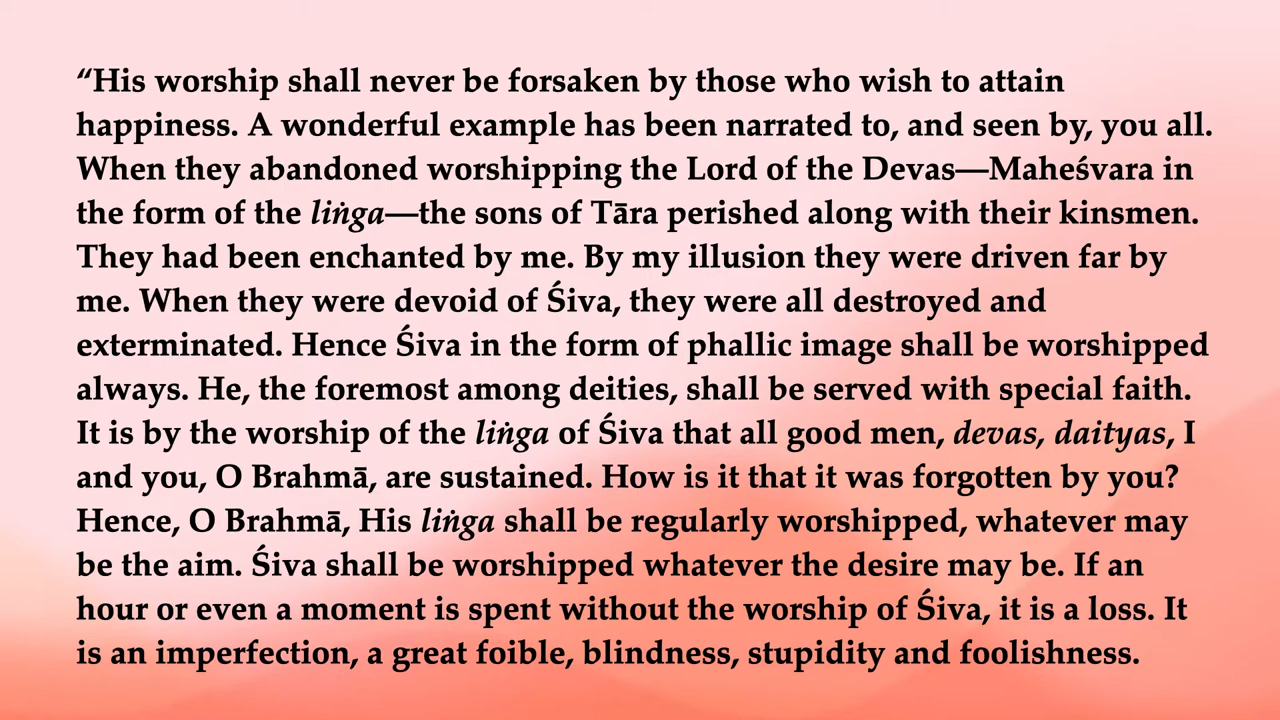 “His worship shall never be forsaken by those who wish to attain
happiness. A wonderful example has been narrated to, and seen by, you all.
When they abandoned worshipping the Lord of the Devas—Maheśvara in
the form of the liṅga—the sons of Tāra perished along with their kinsmen.
They had been enchanted by me. By my illusion they were driven far by
me. When they were devoid of Śiva, they were all destroyed and
exterminated. Hence Śiva in the form of phallic image shall be worshipped
always. He, the foremost among deities, shall be served with special faith.
It is by the worship of the liṅga of Śiva that all good men, devas, daityas, I
and you, O Brahmā, are sustained. How is it that it was forgotten by you?
Hence, O Brahmā, His liṅga shall be regularly worshipped, whatever may
be the aim. Śiva shall be worshipped whatever the desire may be. If an
hour or even a moment is spent without the worship of Śiva, it is a loss. It
is an imperfection, a great foible, blindness, stupidity and foolishness.